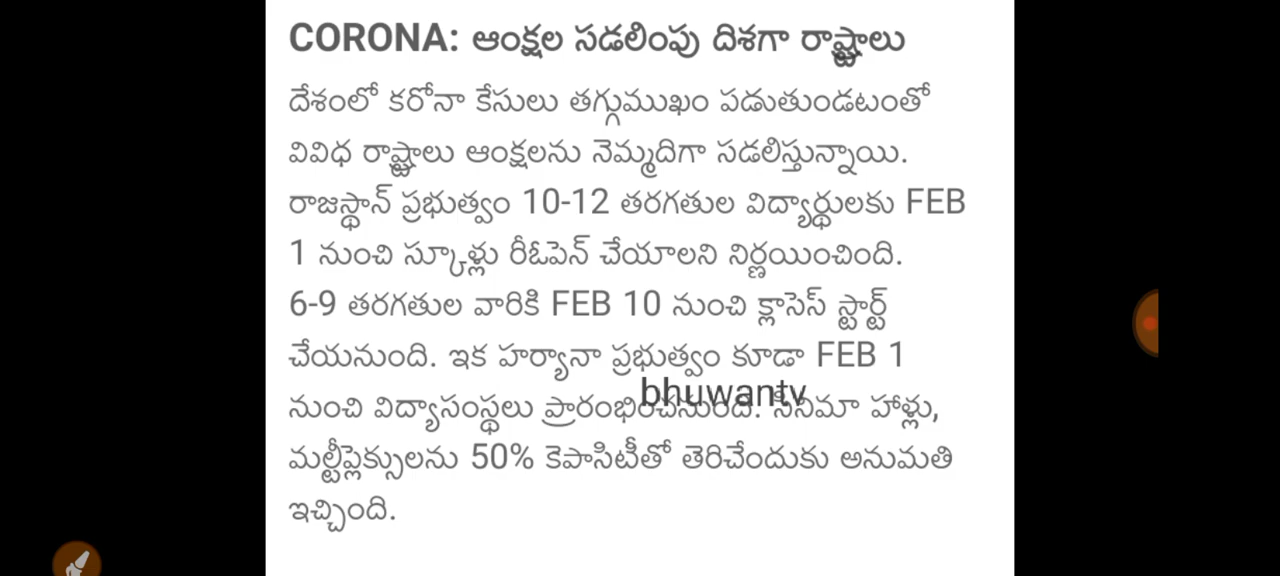 CORONA: ఆంక్షల సడలింపు దిశగా రాష్ట్రాలు
దేశంలో కరోనా కేసులు తగ్గుముఖం పడుతుండటంతో
వివిధ రాష్ట్రాలు ఆంక్షలను నెమ్మదిగా సడలిస్తున్నాయి.
రాజస్థాన్ ప్రభుత్వం 10-12 తరగతుల విద్యార్థులకు FEB
1 నుంచి స్కూళ్లు రీఓపెన్ చేయాలని నిర్ణయించింది.
6-9 తరగతుల వారికి FEB 10 నుంచి క్లాసెస్ స్టార్ట్
చేయనుంది. ఇక హర్యానా ప్రభుత్వం కూడా FEB 1
bhuwantv
నుంచి విద్యాసంస్థలు ప్రారంభించనుంది. సినిమా హాళ్లు,
మల్టీప్లెక్సులను 50% కెపాసిటీతో తెరిచేందుకు అనుమతి
ఇచ్చింది.